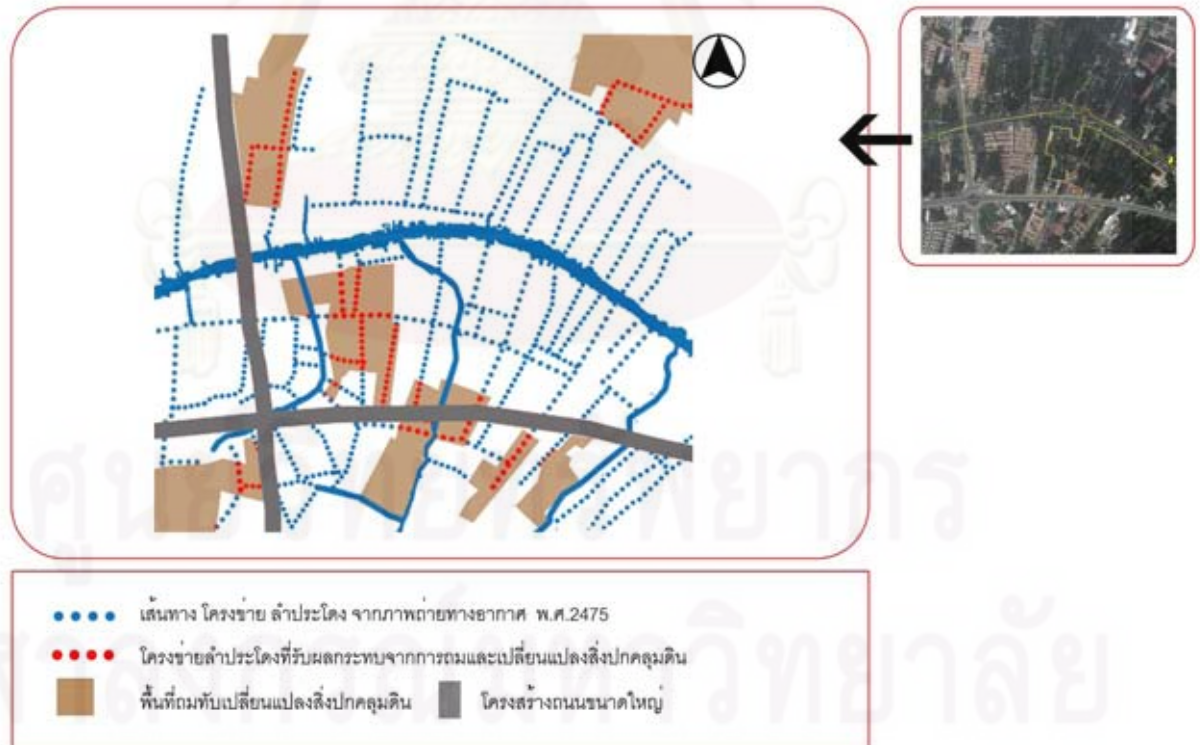 เส้นทาง โครงข่าย ลำประโดง จากภาพถ่ายทางอากาศ พ.ศ.2475
โครงข่ายลำประโดงที่รับผลกระทบจากการถมและเปลี่ยนแปลงสิ่งปกคลุมดิน
พื้นที่ถมทับเปลี่ยนแปลงสิ่งปกคลุมดิน โครงสร้างถนนขนาดใหญ่